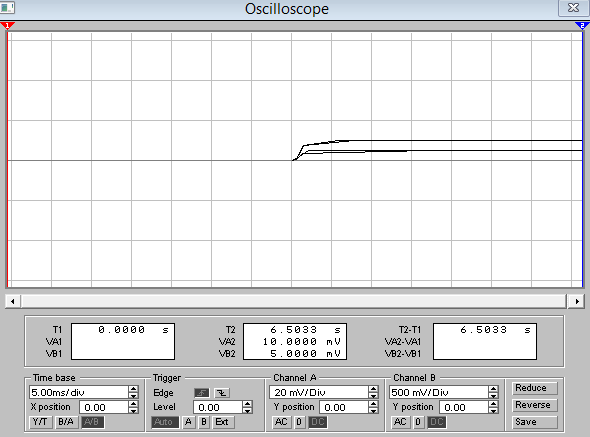 Oscilloscope
1 2
T1 0.0000 s T2 6.5033 s T2-T1 6.5033 s
VA1 VA2 10.0000 mV VA2-VA1
VB1 VB2 5.0000 mV VB2-VB1
Time base Trigger Channel A Channel B Reduce
5.00ms/div Edge 20 mV/Div 500 mV/Div
X position 0.00 Level 0.00 Y position 0.00 Y position 0.00 Reverse
Y/T B/A A/B Auto A B Ext AC 0 DC AC 0 DC Save